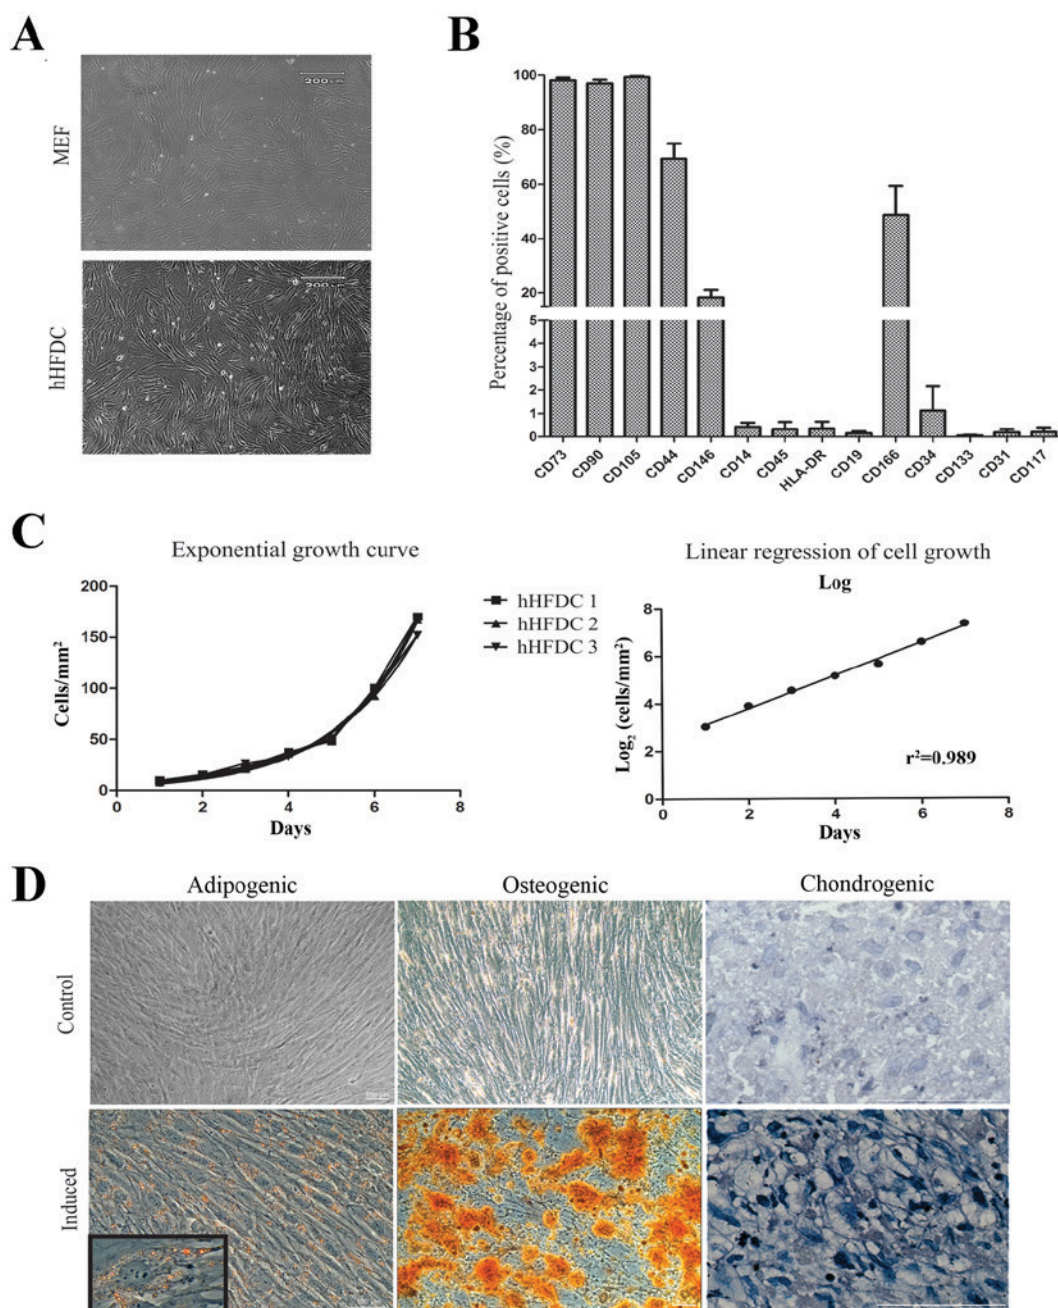 A
MEF
200 um
hHFDC
200 um
B
Percentage of positive cells (%)
100
80
60
40
20
5
4
3
2
1
0
CD73
CD90
CD105
CD44
CD146
CD14
CD45
HLA-DR
CD19
CD166
CD34
CD133
CD31
CD117
C
Exponential growth curve
Cells/mm²
200
150
100
50
0
0 2 4 6 8
Days
hHFDC 1
hHFDC 2
hHFDC 3
Linear regression of cell growth
Log
Log₂ (cells/mm²)
8
6
4
2
0
r²=0.989
0 2 4 6 8
Days
D
Adipogenic Osteogenic Chondrogenic
Control
Induced